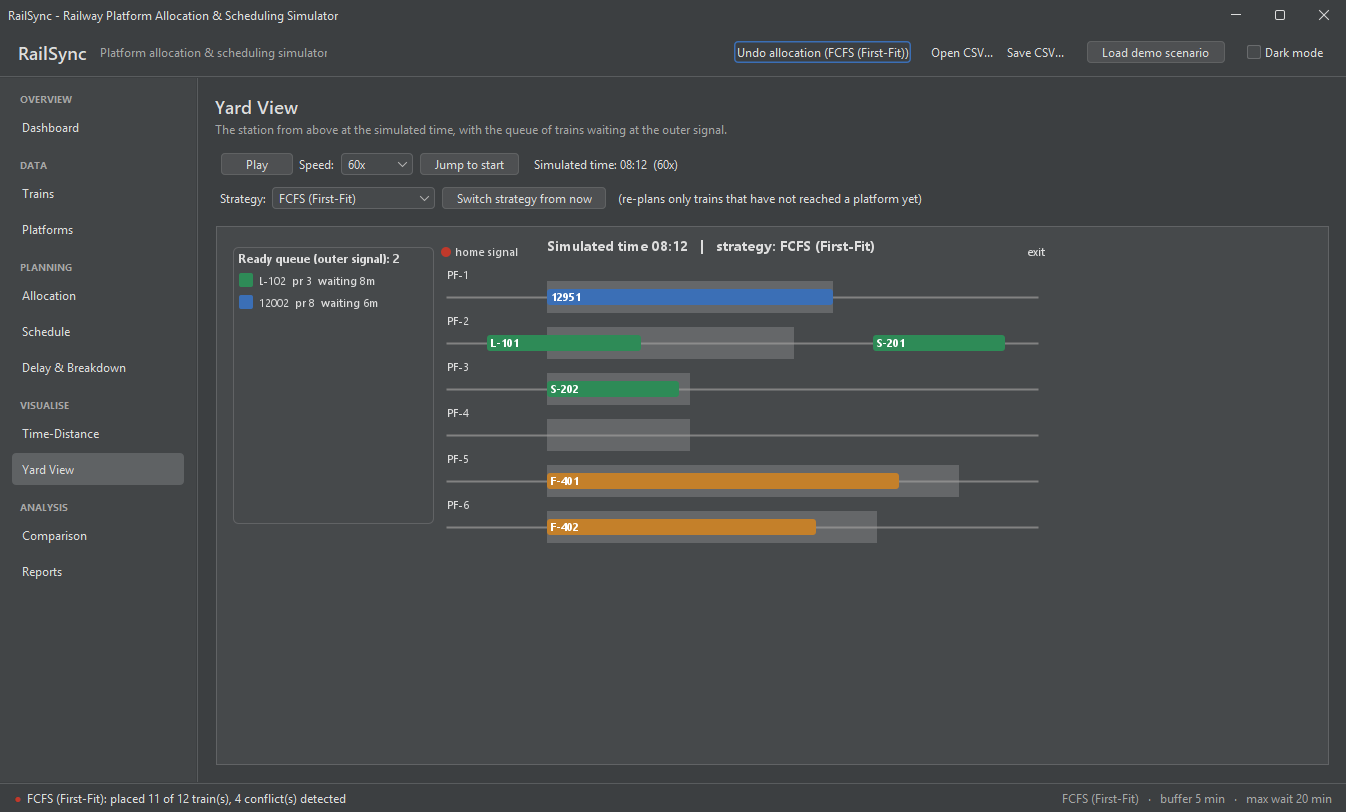 RailSync - Railway Platform Allocation & Scheduling Simulator
RailSync Platform allocation & scheduling simulator
Undo allocation (FCFS (First-Fit)) Open CSV... Save CSV... Load demo scenario Dark mode
OVERVIEW
Dashboard
DATA
Trains
Platforms
PLANNING
Allocation
Schedule
Delay & Breakdown
VISUALISE
Time-Distance
Yard View
ANALYSIS
Comparison
Reports
Yard View
The station from above at the simulated time, with the queue of trains waiting at the outer signal.
Play Speed: 60x Jump to start Simulated time: 08:12 (60x)
Strategy: FCFS (First-Fit) Switch strategy from now (re-plans only trains that have not reached a platform yet)
Ready queue (outer signal): 2
L-102 pr 3 waiting 8m
12002 pr 8 waiting 6m
home signal Simulated time 08:12 | strategy: FCFS (First-Fit) exit
PF-1
12951
PF-2
L-101 S-201
PF-3
S-202
PF-4
PF-5
F-401
PF-6
F-402
FCFS (First-Fit): placed 11 of 12 train(s), 4 conflict(s) detected
FCFS (First-Fit) · buffer 5 min · max wait 20 min